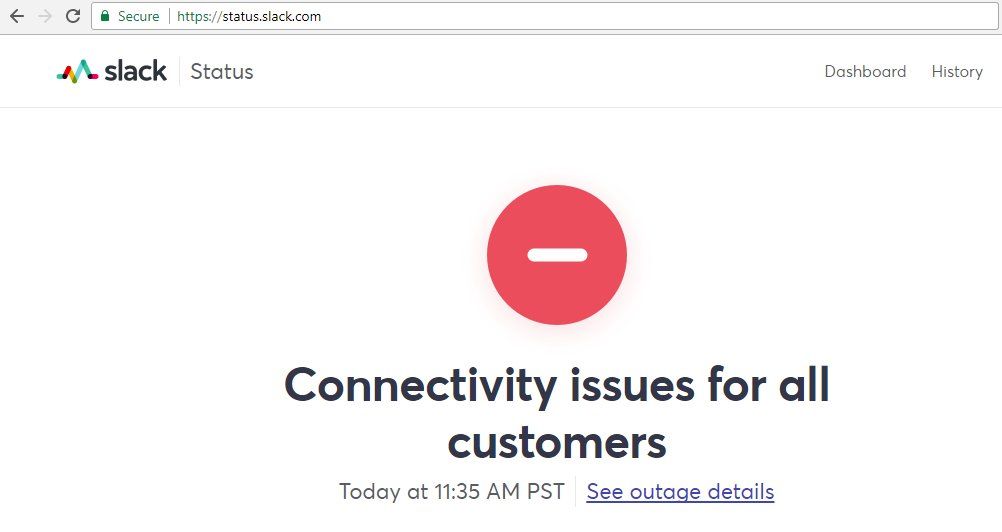 Secure https://status.slack.com
slack Status Dashboard History
Connectivity issues for all
customers
Today at 11:35 AM PST See outage details